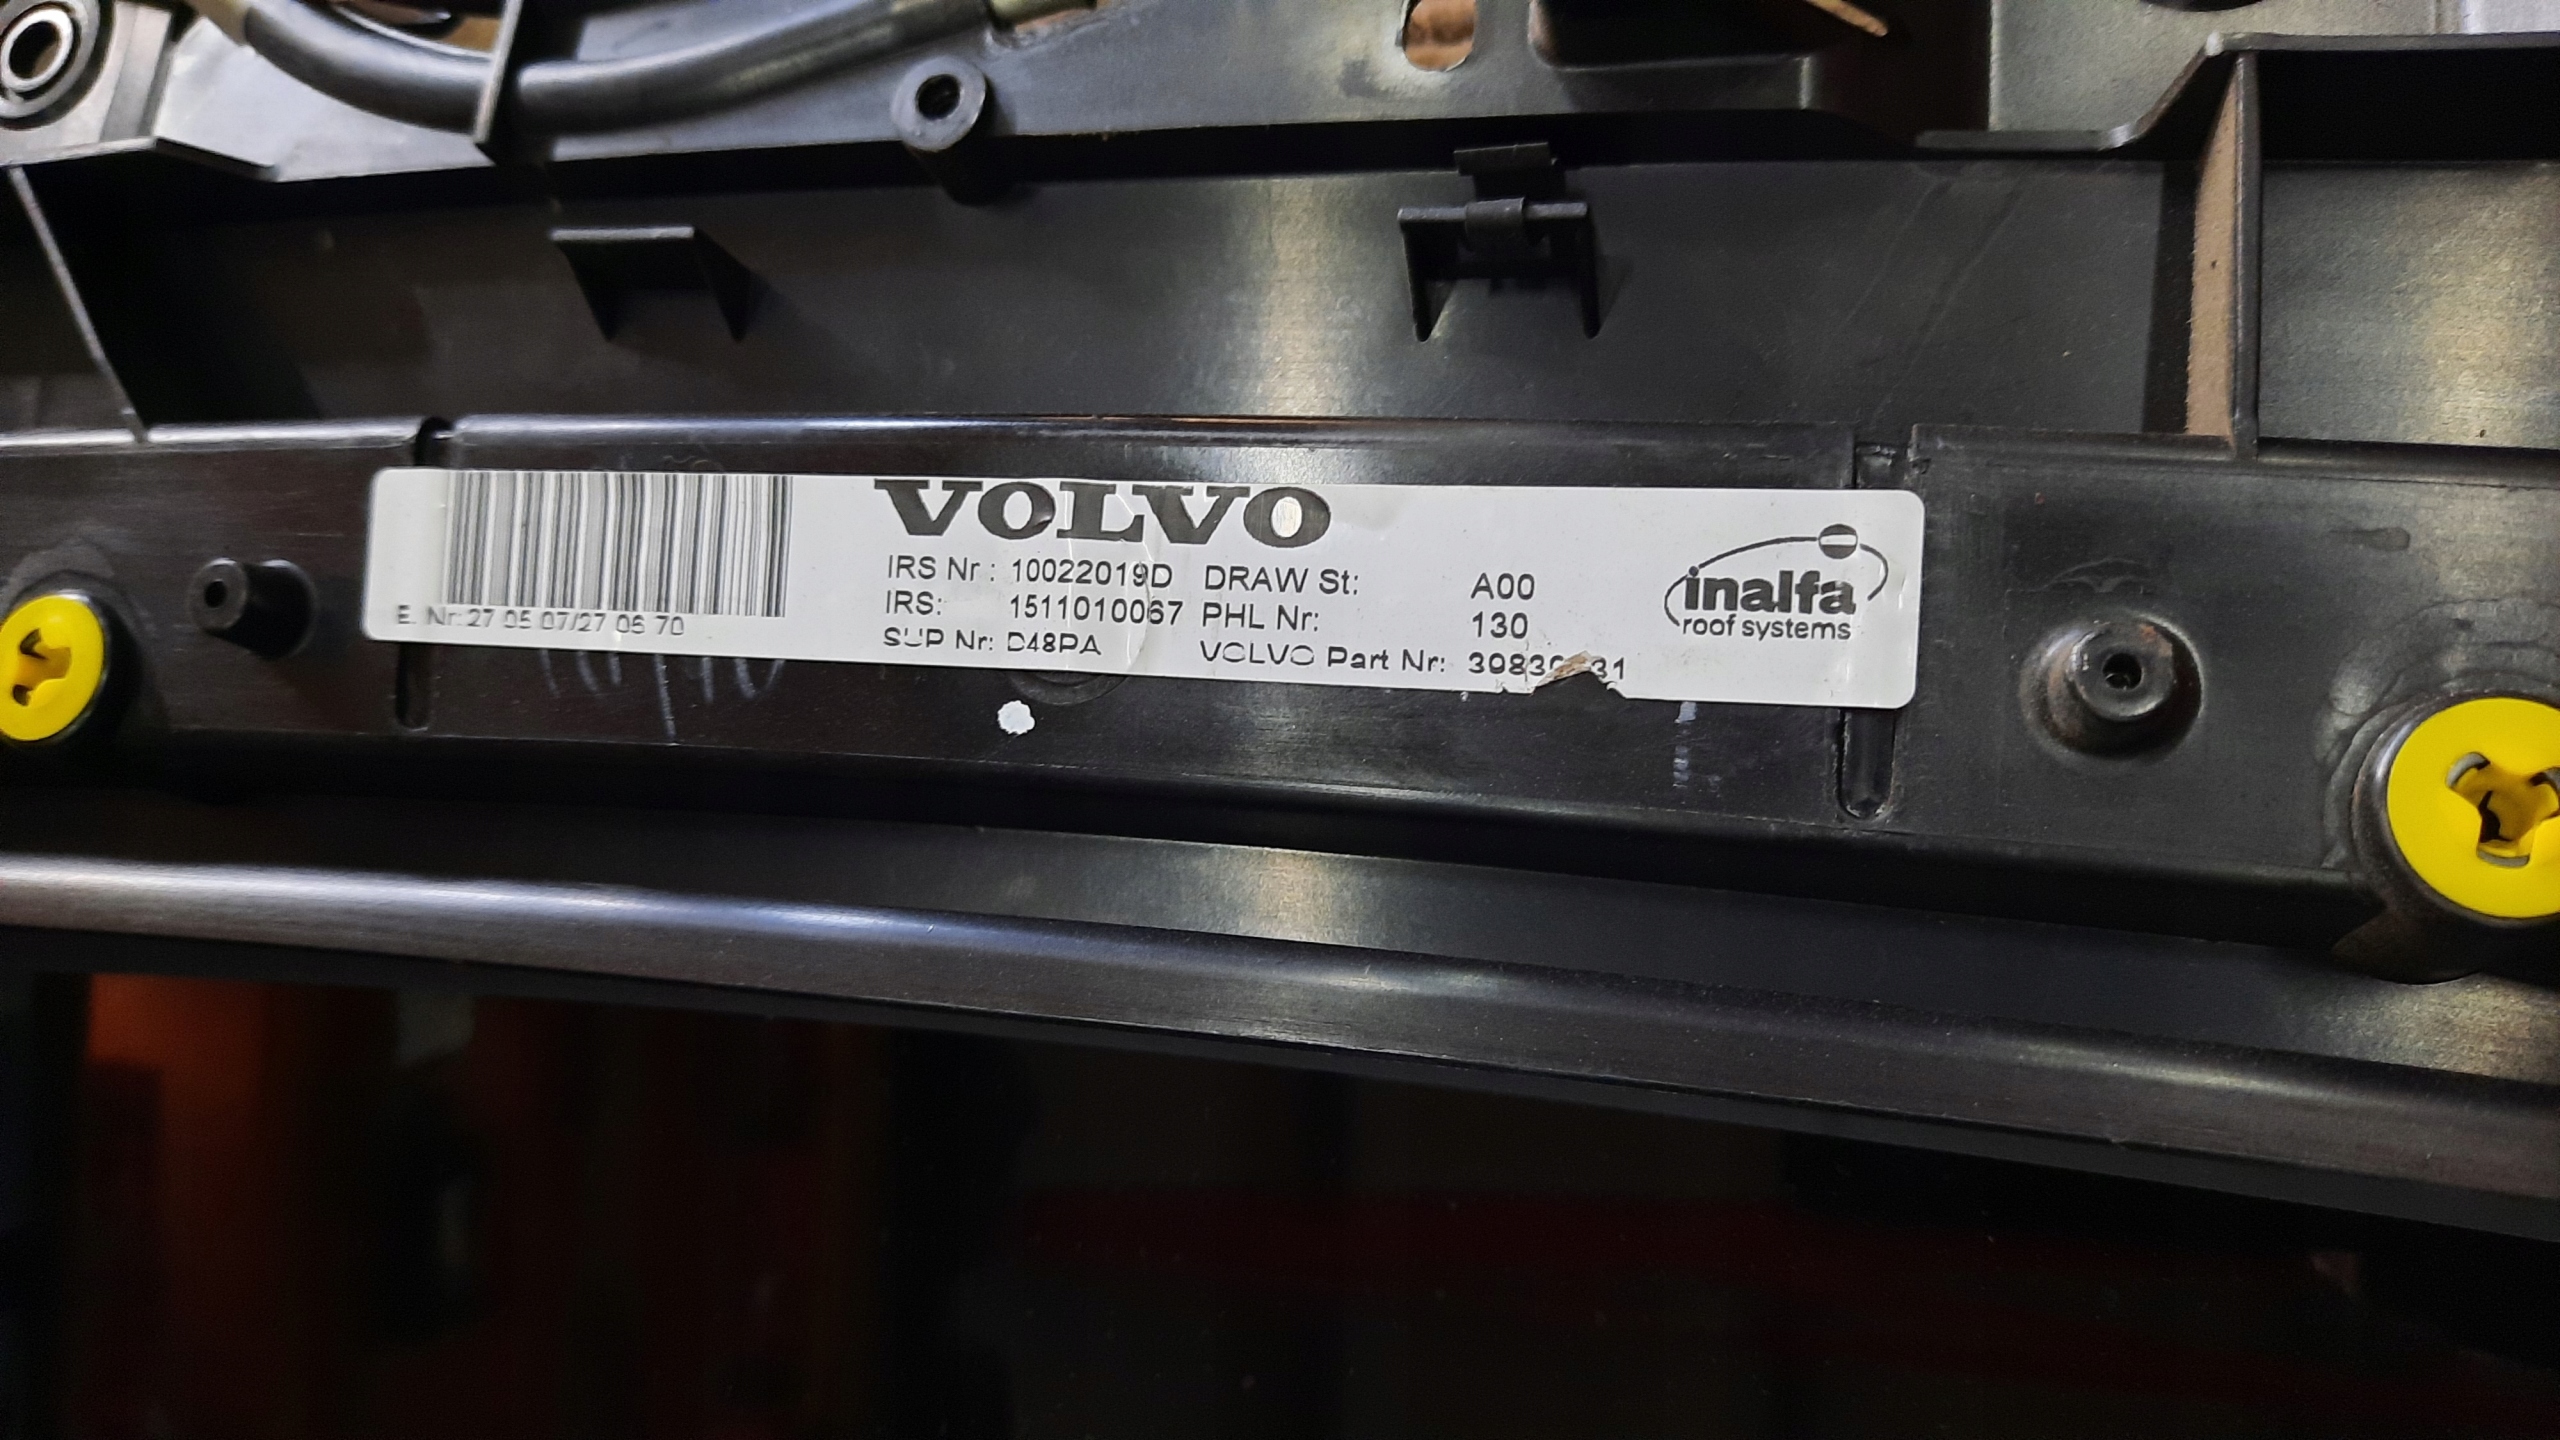 VOLVO
IRS Nr : 10022019D DRAW St: A00
IRS: 1511010067 PHL Nr: 130
SUP Nr: D48PA VOLVO Part Nr:
E. Nr: 27 05 07/27 06 70
inalfa
roof systems